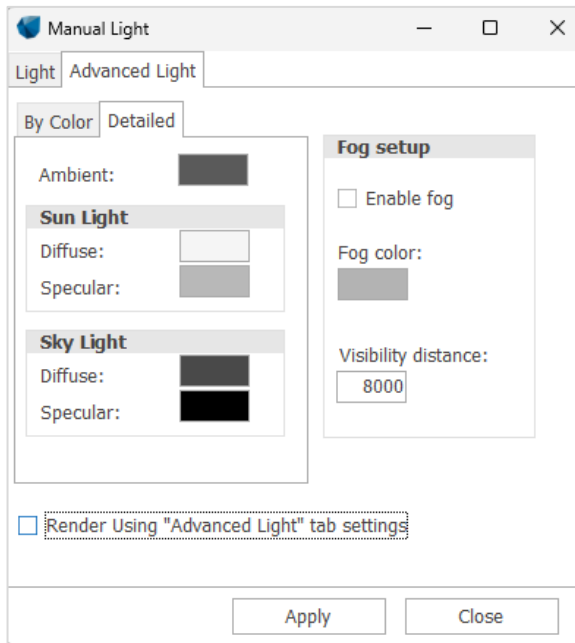 Manual Light
Light
Advanced Light
By Color
Detailed
Ambient:
Sun Light
Diffuse:
Specular:
Sky Light
Diffuse:
Specular:
Fog setup
Enable fog
Fog color:
Visibility distance:
8000
Render Using "Advanced Light" tab settings
Apply
Close